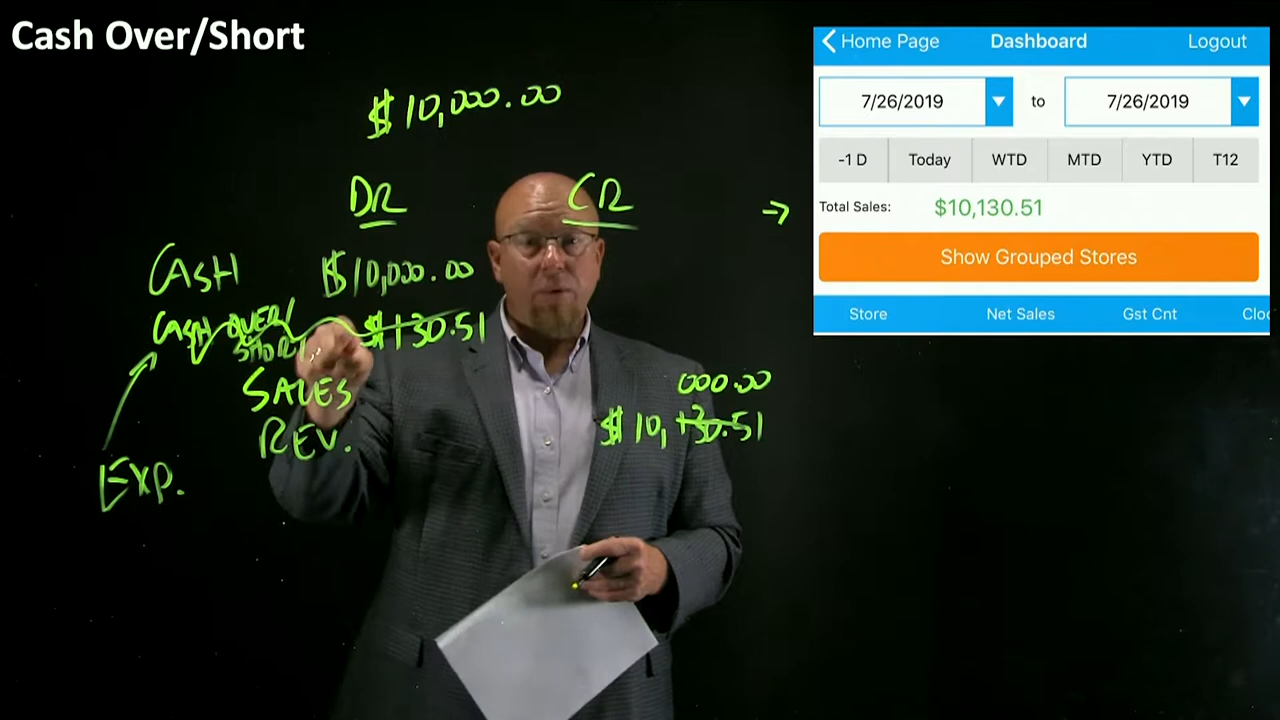 Cash Over/Short
$10,000.00
DR CR
CASH $10,000.00
CASH OVER/ $130.51
SHORT
SALES 000.00
REV. $10,130.51
EXP.
Home Page Dashboard Logout
7/26/2019 to 7/26/2019
-1 D Today WTD MTD YTD T12
Total Sales: $10,130.51
Show Grouped Stores
Store Net Sales Gst Cnt Clo